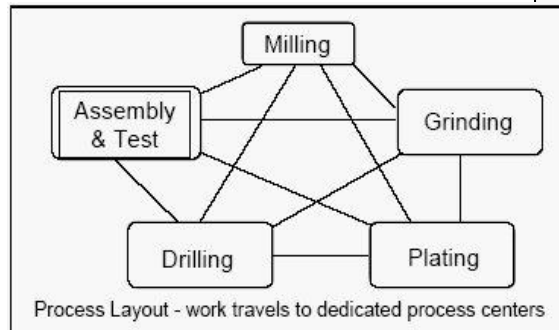 Milling
Assembly
& Test
Grinding
Drilling
Plating
Process Layout - work travels to dedicated process centers